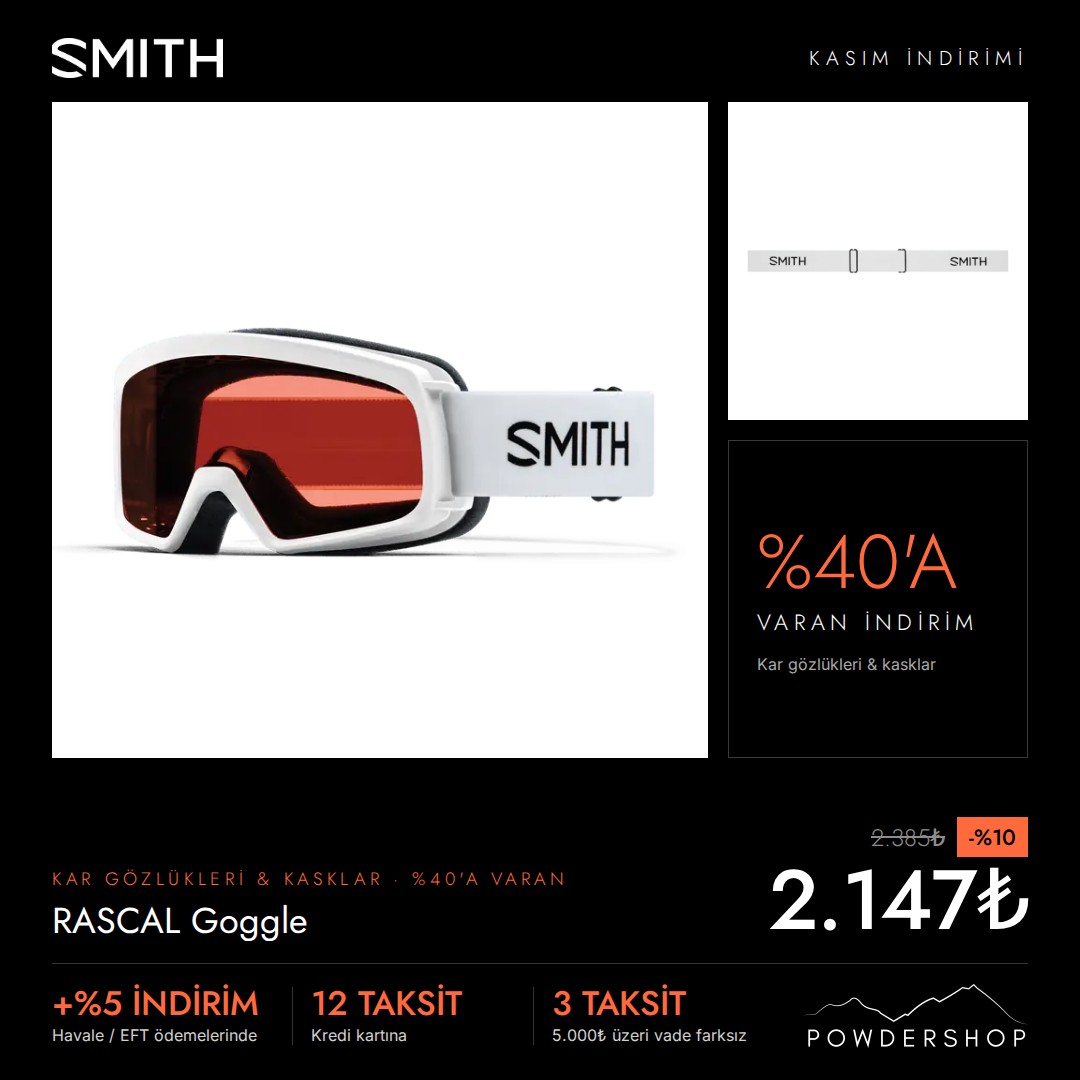 SMITH
KASIM İNDİRİMİ
SMITH
SMITH
SMITH
%40'A
VARAN İNDİRİM
Kar gözlükleri & kasklar
2.385₺
-%10
KAR GÖZLÜKLERİ & KASKLAR · %40'A VARAN
2.147₺
RASCAL Goggle
+%5 İNDİRİM
Havale / EFT ödemelerinde
12 TAKSİT
Kredi kartına
3 TAKSİT
5.000₺ üzeri vade farksız
POWDERSHOP